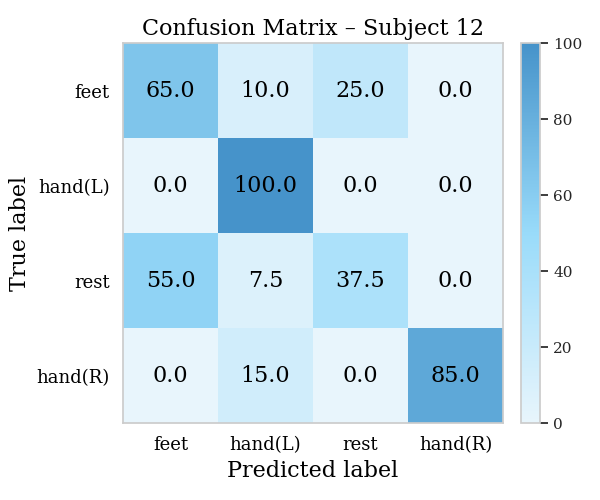 Confusion Matrix – Subject 12
feet 65.0 10.0 25.0 0.0
hand(L) 0.0 100.0 0.0 0.0
rest 55.0 7.5 37.5 0.0
hand(R) 0.0 15.0 0.0 85.0
feet hand(L) rest hand(R)
Predicted label
True label
100
80
60
40
20
0